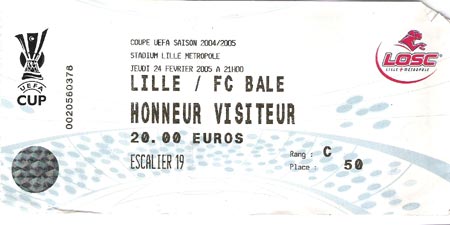 COUPE UEFA SAISON 2004/2005
STADIUM LILLE METROPOLE
JEUDI 24 FEVRIER 2005 A 21H00
LILLE / FC BALE
HONNEUR VISITEUR
20.00 EUROS
ESCALIER 19
Rang : C
Place : 50
UEFA
CUP
0020560378
LOSC
LILLE METROPOLE